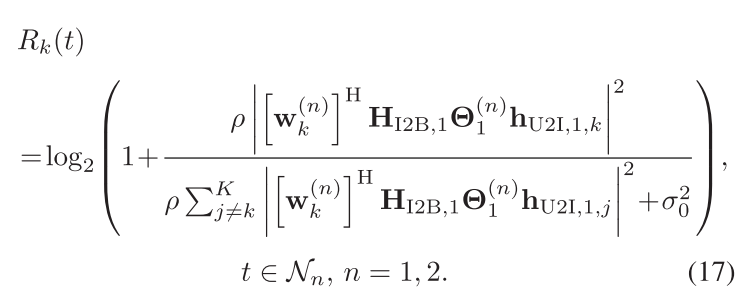 R_k(t)
=log_2 ( 1+ \frac{ρ |[𝐰_k^{(n)}]^H 𝐇_{I2B,1} 𝚯_1^{(n)} 𝐡_{U2I,1,k}|^2}{ρ ∑_{j≠k}^{K} |[𝐰_k^{(n)}]^H 𝐇_{I2B,1} 𝚯_1^{(n)} 𝐡_{U2I,1,j}|^2 +σ_0^2} ),
t ∈ 𝒩_n, n = 1, 2. (17)